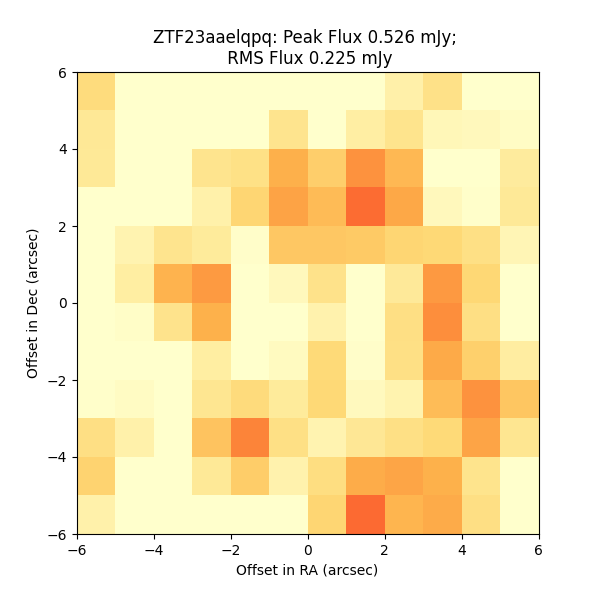 ZTF23aaelqpq: Peak Flux 0.526 mJy;
RMS Flux 0.225 mJy
6
4
2
0
−2
−4
−6
Offset in Dec (arcsec)
−6 −4 −2 0 2 4 6
Offset in RA (arcsec)